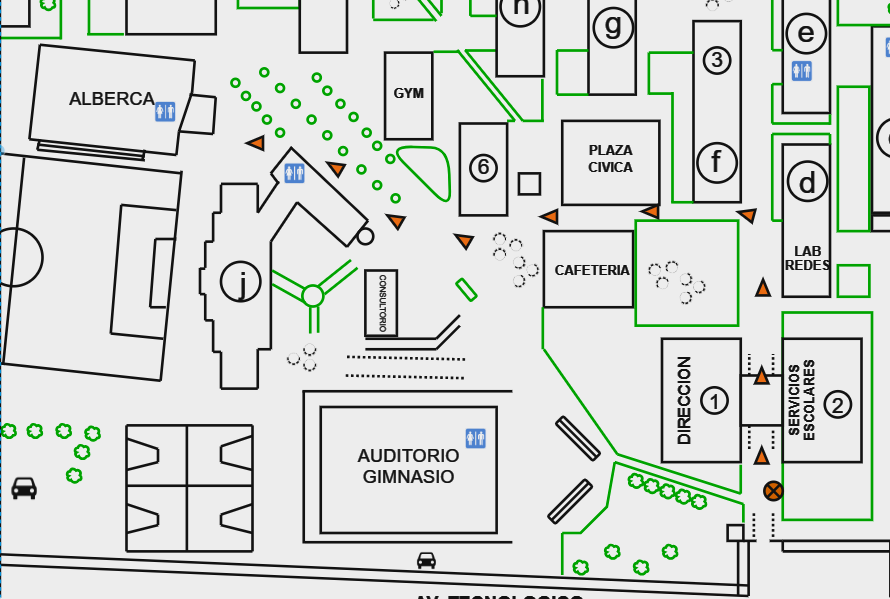 h
g
e
3
ALBERCA
GYM
PLAZA
CIVICA
6
f
d
LAB
REDES
j
CONSULTORIO
CAFETERIA
DIRECCION
1
SERVICIOS
ESCOLARES
2
AUDITORIO
GIMNASIO
AV. TECNOLOGICO